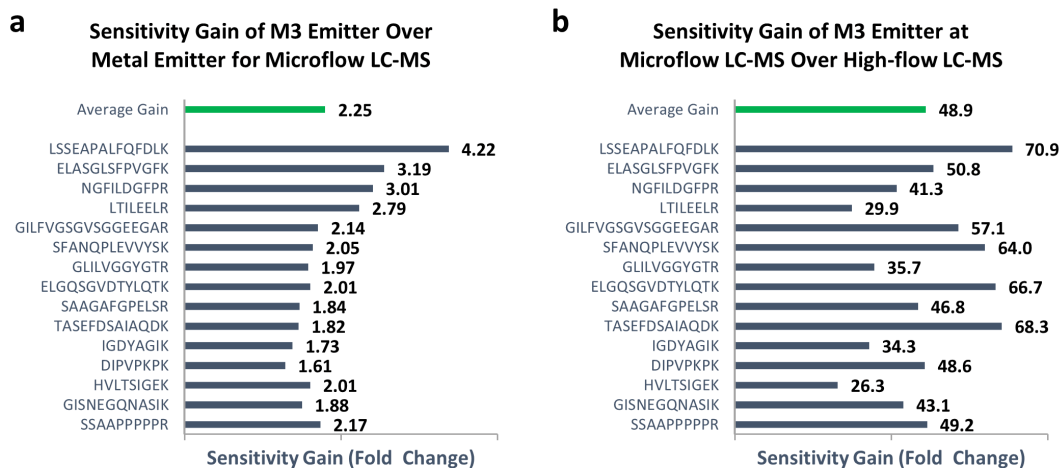 a
Sensitivity Gain of M3 Emitter Over
Metal Emitter for Microflow LC-MS
Average Gain 2.25
LSSEAPALFQFDLK 4.22
ELASGLSFPVGFK 3.19
NGFILDGFPR 3.01
LTILEELR 2.79
GILFVGSGVSGGEEGAR 2.14
SFANQPLEVVYSK 2.05
GLILVGGYGTR 1.97
ELGQSGVDTYLQTK 2.01
SAAGAFGPELSR 1.84
TASEFDSAIAQDK 1.82
IGDYAGIK 1.73
DIPVPKPK 1.61
HVLTSIGEK 2.01
GISNEGQNASIK 1.88
SSAAPPPPPR 2.17
Sensitivity Gain (Fold Change)
b
Sensitivity Gain of M3 Emitter at
Microflow LC-MS Over High-flow LC-MS
Average Gain 48.9
LSSEAPALFQFDLK 70.9
ELASGLSFPVGFK 50.8
NGFILDGFPR 41.3
LTILEELR 29.9
GILFVGSGVSGGEEGAR 57.1
SFANQPLEVVYSK 64.0
GLILVGGYGTR 35.7
ELGQSGVDTYLQTK 66.7
SAAGAFGPELSR 46.8
TASEFDSAIAQDK 68.3
IGDYAGIK 34.3
DIPVPKPK 48.6
HVLTSIGEK 26.3
GISNEGQNASIK 43.1
SSAAPPPPPR 49.2
Sensitivity Gain (Fold Change)